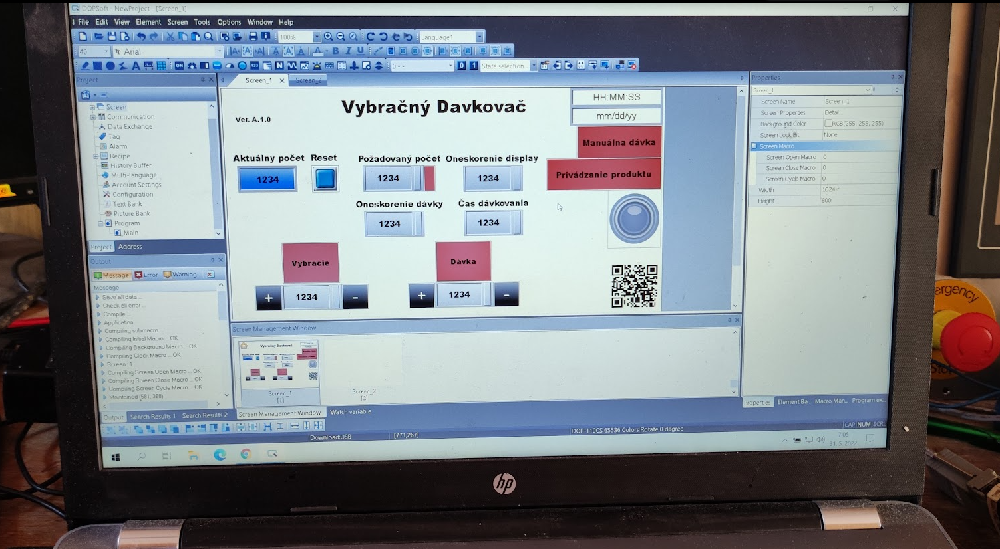 DOPSoft - NewProject - [Screen_1]
File Edit View Element Screen Tools Options Window Help
100% Language1
40 Arial
0 - - 0 1 State selection...
Project
Screen
Communication
Data Exchange
Tag
Alarm
Recipe
History Buffer
Multi-language
Account Settings
Configuration
Text Bank
Picture Bank
Program
Main
Project Address
Output
Message Error Warning
Message
Save all data ...
Check all error ...
Compile ...
Application
Compiling submacro ...
Compiling Initial Macro ... OK
Compiling Background Macro ... OK
Compiling Clock Macro ... OK
Screen : 1
Compiling Screen Open Macro ... OK
Compiling Screen Close Macro ... OK
Compiling Screen Cycle Macro ... OK
Maintained (581, 360)
Output Search Results 1 Search Results 2
Screen_1 Screen_2
Vybračný Davkovač
Ver. A.1.0
HH:MM:SS
mm/dd/yy
Manuálna dávka
Privádzanie produktu
Aktuálny počet Reset Požadovaný počet Oneskorenie display
1234 1234 1234
Oneskorenie dávky Čas dávkovania
1234 1234
Vybracie Dávka
+ 1234 - + 1234 -
Screen Management Window
Vybračný Davkovač
Screen_1
[1]
Screen_2
[2]
Screen Management Window Watch variable
Properties
Screen_1 0
Screen Name Screen_1
Screen Properties Detail...
Background Color RGB(255, 255, 255)
Screen Lock Bit None
Screen Macro
Screen Open Macro 0
Screen Close Macro 0
Screen Cycle Macro 0
Width 1024
Height 600
Properties Element Ba... Macro Man... Program ex...
Download:USB [771,267] DOP-110CS 65536 Colors Rotate 0 degree CAP NUM SCRL
7:05
31. 5. 2022
hp
ergency
Stop